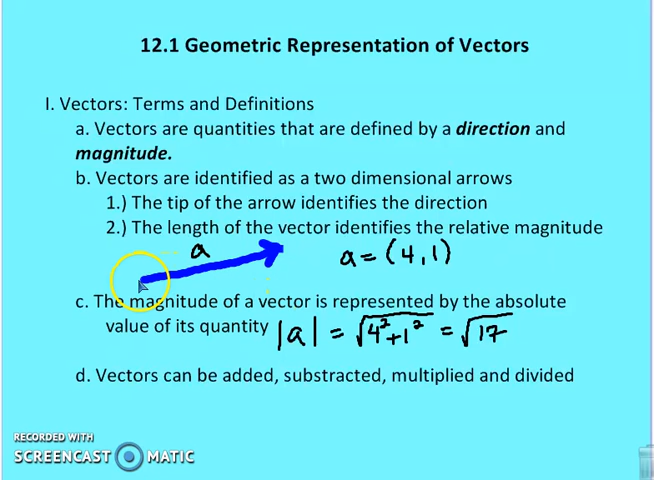 12.1 Geometric Representation of Vectors
I. Vectors: Terms and Definitions
a. Vectors are quantities that are defined by a direction and
magnitude.
b. Vectors are identified as a two dimensional arrows
1.) The tip of the arrow identifies the direction
2.) The length of the vector identifies the relative magnitude
a
a = (4,1)
c. The magnitude of a vector is represented by the absolute
value of its quantity |a| = √4²+1² = √17
d. Vectors can be added, substracted, multiplied and divided
RECORDED WITH
SCREENCAST MATIC